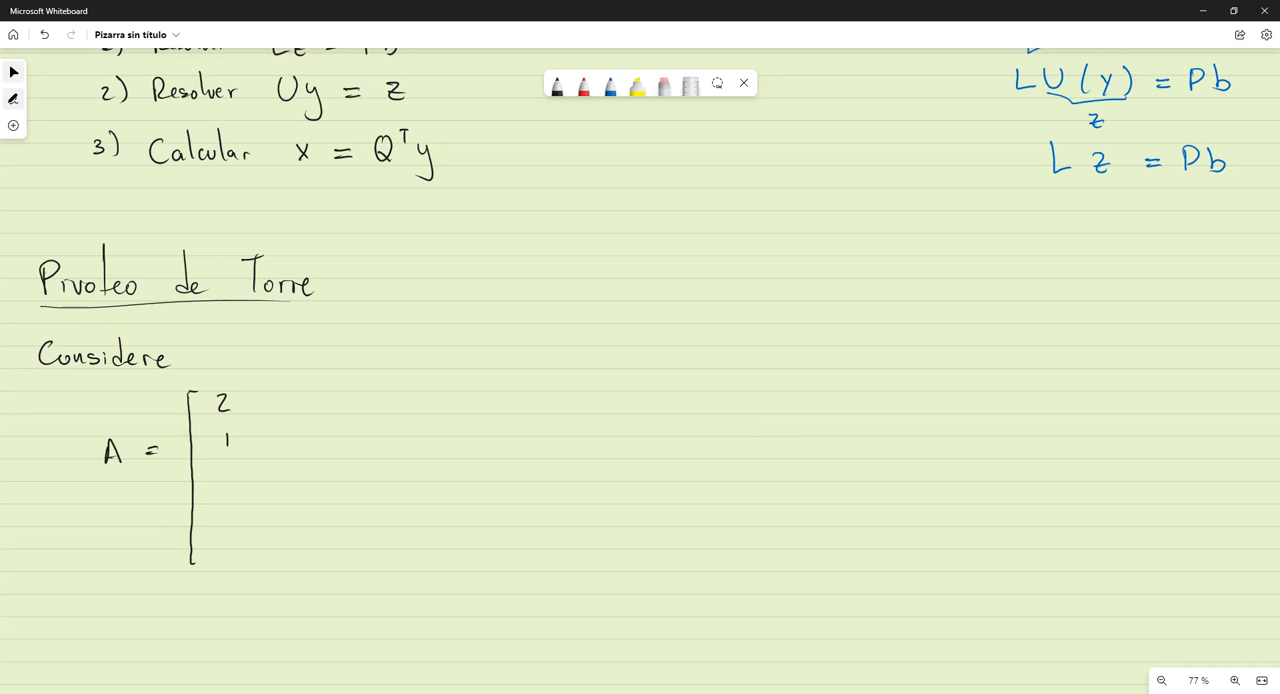 Microsoft Whiteboard
Pizarra sin título
2) Resolver Uy = z
3) Calcular x = Qᵀy
LU(y) = Pb
z
L z = Pb
Pivoteo de Torre
Considere
A = [ 2
1
77 %